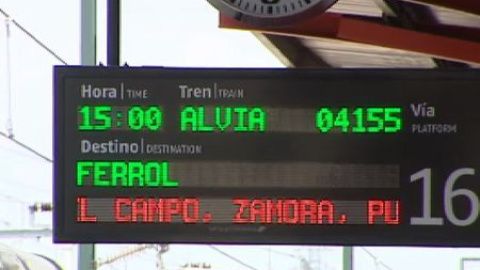 Hora | TIME Tren | TRAIN
15:00 ALVIA 04155 Vía
PLATFORM
Destino | DESTINATION
FERROL
16
L CAMPO, ZAMORA, PU